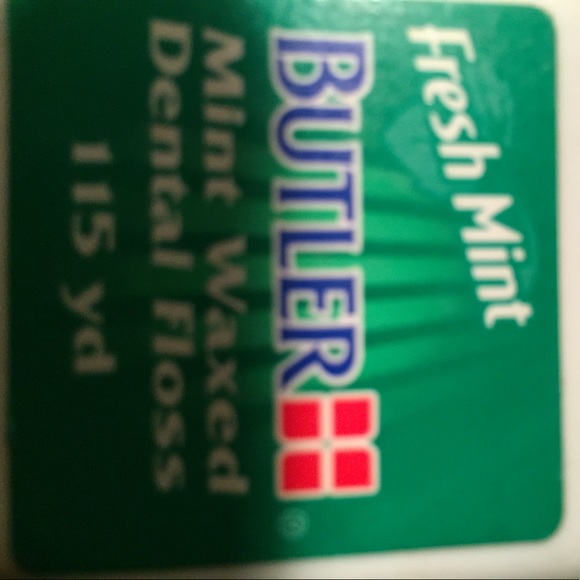 Fresh Mint
BUTLER
Mint Waxed
Dental Floss
115 yd